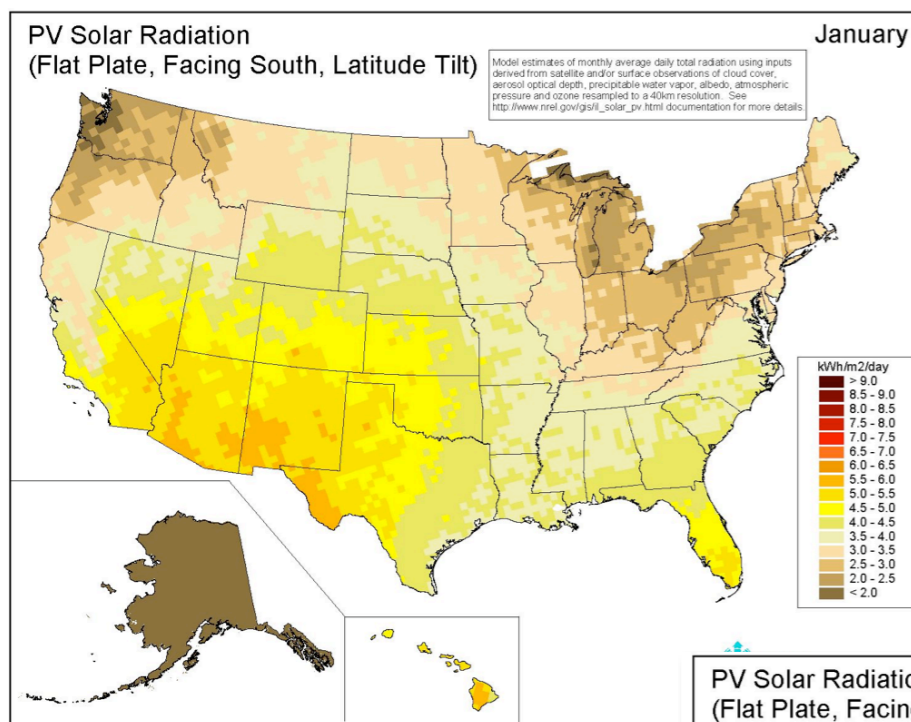 PV Solar Radiation
(Flat Plate, Facing South, Latitude Tilt)
January
Model estimates of monthly average daily total radiation using inputs
derived from satellite and/or surface observations of cloud cover,
aerosol optical depth, precipitable water vapor, albedo, atmospheric
pressure and ozone resampled to a 40km resolution. See
http://www.nrel.gov/gis/il_solar_pv.html documentation for more details.
kWh/m2/day
> 9.0
8.5 - 9.0
8.0 - 8.5
7.5 - 8.0
7.0 - 7.5
6.5 - 7.0
6.0 - 6.5
5.5 - 6.0
5.0 - 5.5
4.5 - 5.0
4.0 - 4.5
3.5 - 4.0
3.0 - 3.5
2.5 - 3.0
2.0 - 2.5
< 2.0
PV Solar Radiatio
(Flat Plate, Facing